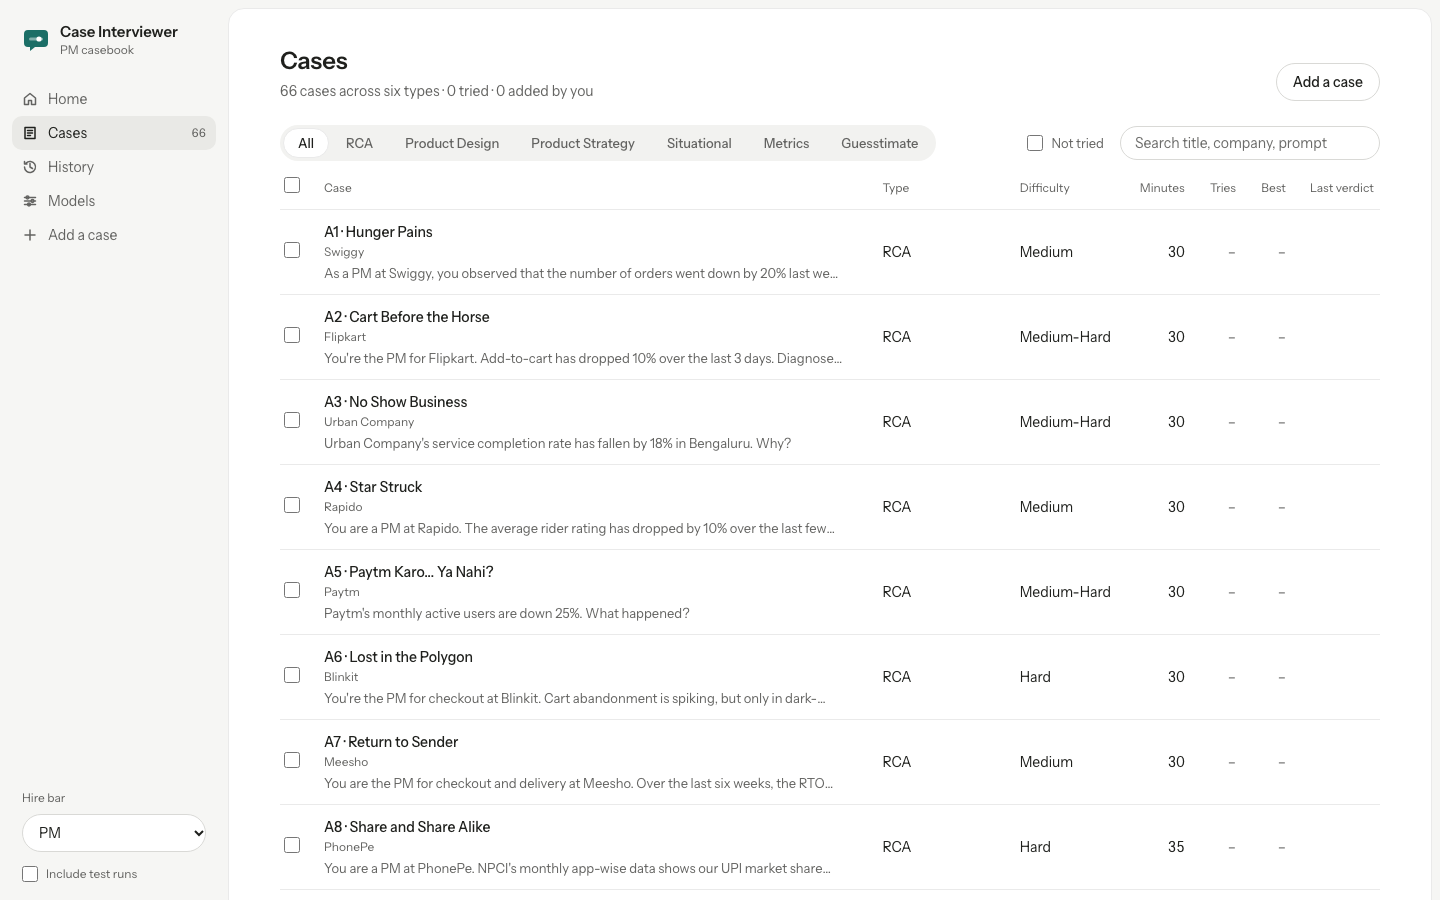 Case Interviewer
PM casebook
Home
Cases 66
History
Models
Add a case
Hire bar
PM
Include test runs
Cases
66 cases across six types · 0 tried · 0 added by you
Add a case
All RCA Product Design Product Strategy Situational Metrics Guesstimate
Not tried
Search title, company, prompt
Case Type Difficulty Minutes Tries Best Last verdict
A1 · Hunger Pains
Swiggy
As a PM at Swiggy, you observed that the number of orders went down by 20% last we...
RCA Medium 30 – –
A2 · Cart Before the Horse
Flipkart
You're the PM for Flipkart. Add-to-cart has dropped 10% over the last 3 days. Diagnose...
RCA Medium-Hard 30 – –
A3 · No Show Business
Urban Company
Urban Company's service completion rate has fallen by 18% in Bengaluru. Why?
RCA Medium-Hard 30 – –
A4 · Star Struck
Rapido
You are a PM at Rapido. The average rider rating has dropped by 10% over the last few...
RCA Medium 30 – –
A5 · Paytm Karo... Ya Nahi?
Paytm
Paytm's monthly active users are down 25%. What happened?
RCA Medium-Hard 30 – –
A6 · Lost in the Polygon
Blinkit
You're the PM for checkout at Blinkit. Cart abandonment is spiking, but only in dark-...
RCA Hard 30 – –
A7 · Return to Sender
Meesho
You are the PM for checkout and delivery at Meesho. Over the last six weeks, the RTO...
RCA Medium 30 – –
A8 · Share and Share Alike
PhonePe
You are a PM at PhonePe. NPCI's monthly app-wise data shows our UPI market share...
RCA Hard 35 – –